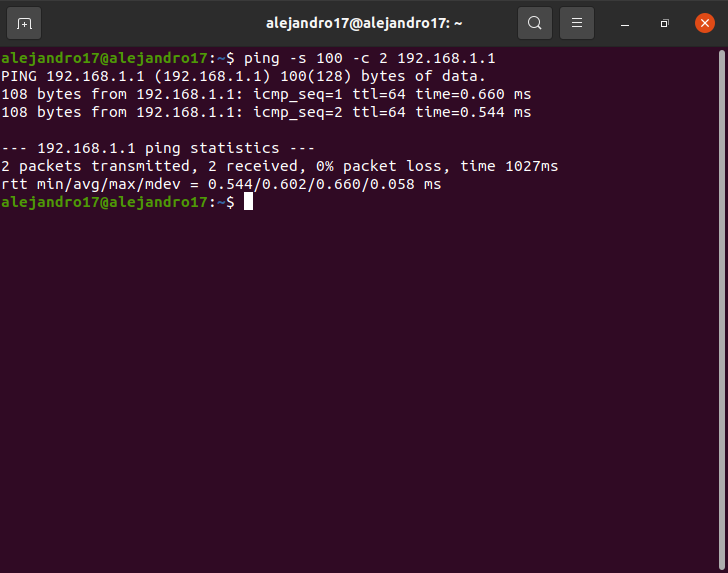 alejandro17@alejandro17: ~
alejandro17@alejandro17:~$ ping -s 100 -c 2 192.168.1.1
PING 192.168.1.1 (192.168.1.1) 100(128) bytes of data.
108 bytes from 192.168.1.1: icmp_seq=1 ttl=64 time=0.660 ms
108 bytes from 192.168.1.1: icmp_seq=2 ttl=64 time=0.544 ms
--- 192.168.1.1 ping statistics ---
2 packets transmitted, 2 received, 0% packet loss, time 1027ms
rtt min/avg/max/mdev = 0.544/0.602/0.660/0.058 ms
alejandro17@alejandro17:~$